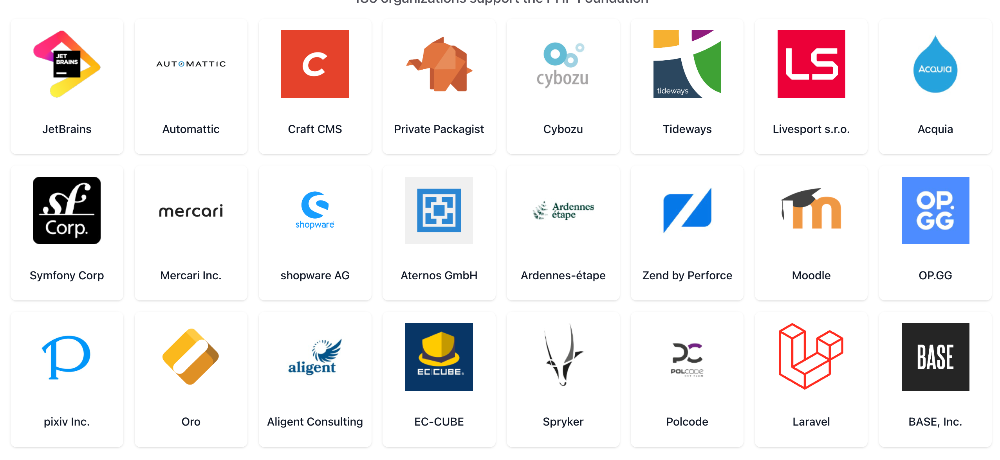 organizations support the PHP Foundation
JET
BRAINS
AUTOMATTIC
C
cybozu
tideways
LS
Acquia
JetBrains
Automattic
Craft CMS
Private Packagist
Cybozu
Tideways
Livesport s.r.o.
Acquia
sf
Corp.
mercari
shopware
Ardennes
étape
m
OP.
GG
Symfony Corp
Mercari Inc.
shopware AG
Aternos GmbH
Ardennes-étape
Zend by Perforce
Moodle
OP.GG
P
aligent
EC|CUBE®
PC
POLCODE
DEV TEAM
BASE
pixiv Inc.
Oro
Aligent Consulting
EC-CUBE
Spryker
Polcode
Laravel
BASE, Inc.